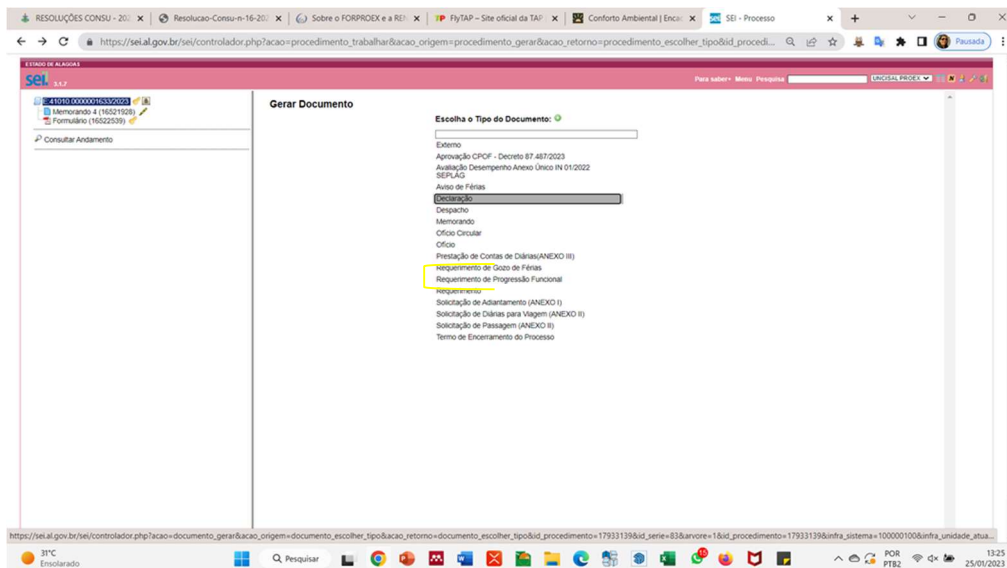 RESOLUÇÕES CONSU - 202
Resolucao-Consu-n-16-202
Sobre o FORPROEX e a REN
FlyTAP – Site oficial da TAP
Conforto Ambiental | Encac
SEI - Processo
https://sei.al.gov.br/sei/controlador.php?acao=procedimento_trabalhar&acao_origem=procedimento_gerar&acao_retorno=procedimento_escolher_tipo&id_procedi...
Pausada
ESTADO DE ALAGOAS
sei. 3.1.7
Para saber+ Menu Pesquisa
UNCISAL PROEX
E:41010.0000001633/2023
Memorando 4 (16521928)
Formulário (16522539)
Consultar Andamento
Gerar Documento
Escolha o Tipo do Documento:
Externo
Aprovação CPOF - Decreto 87.487/2023
Avaliação Desempenho Anexo Único IN 01/2022
SEPLAG
Aviso de Férias
Declaração
Despacho
Memorando
Ofício Circular
Ofício
Prestação de Contas de Diárias(ANEXO III)
Requerimento de Gozo de Férias
Requerimento de Progressão Funcional
Requerimento
Solicitação de Adiantamento (ANEXO I)
Solicitação de Diárias para Viagem (ANEXO II)
Solicitação de Passagem (ANEXO II)
Termo de Encerramento do Processo
https://sei.al.gov.br/sei/controlador.php?acao=documento_gerar&acao_origem=documento_escolher_tipo&acao_retorno=documento_escolher_tipo&id_procedimento=17933139&id_serie=83&arvore=1&id_procedimento=17933139&infra_sistema=100000100&infra_unidade_atua...
31°C
Ensolarado
Pesquisar
POR
PTB2
13:25
25/01/2023